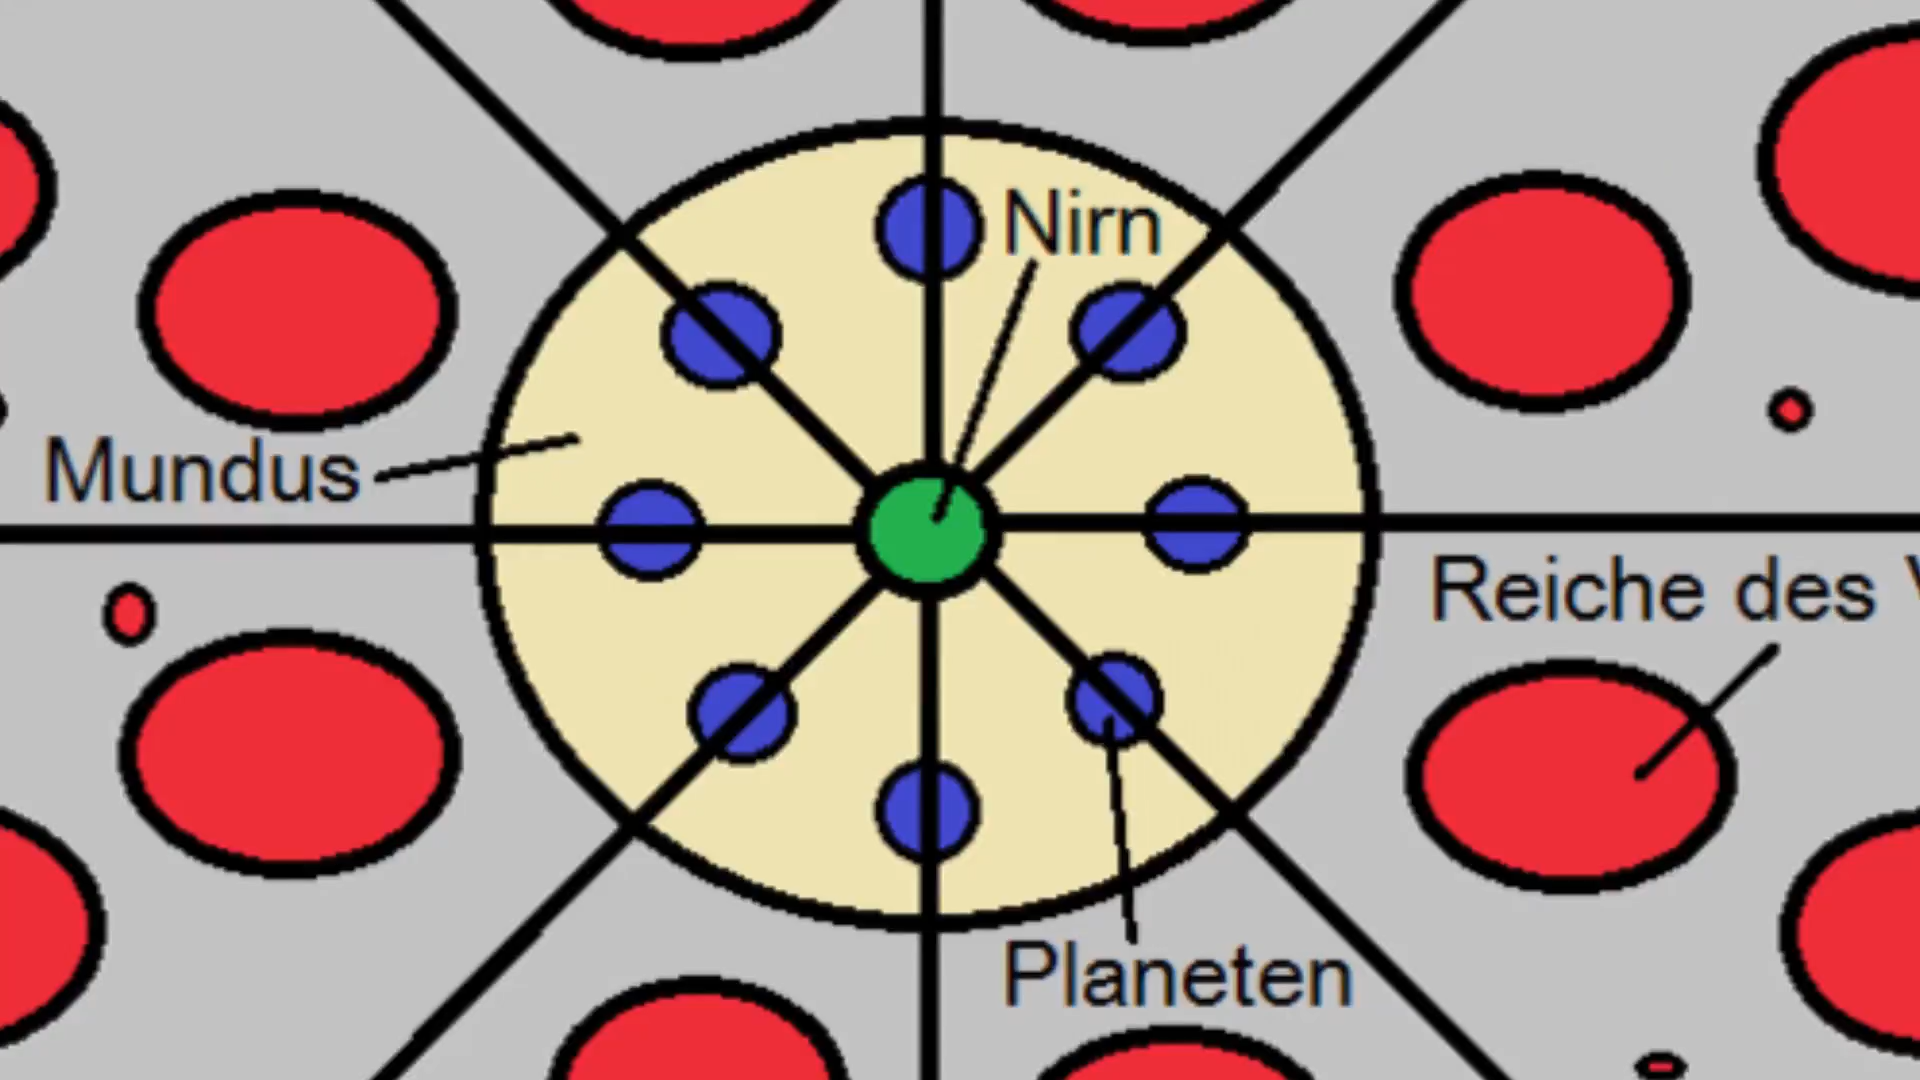 Nirn
Mundus
Reiche des
Planeten